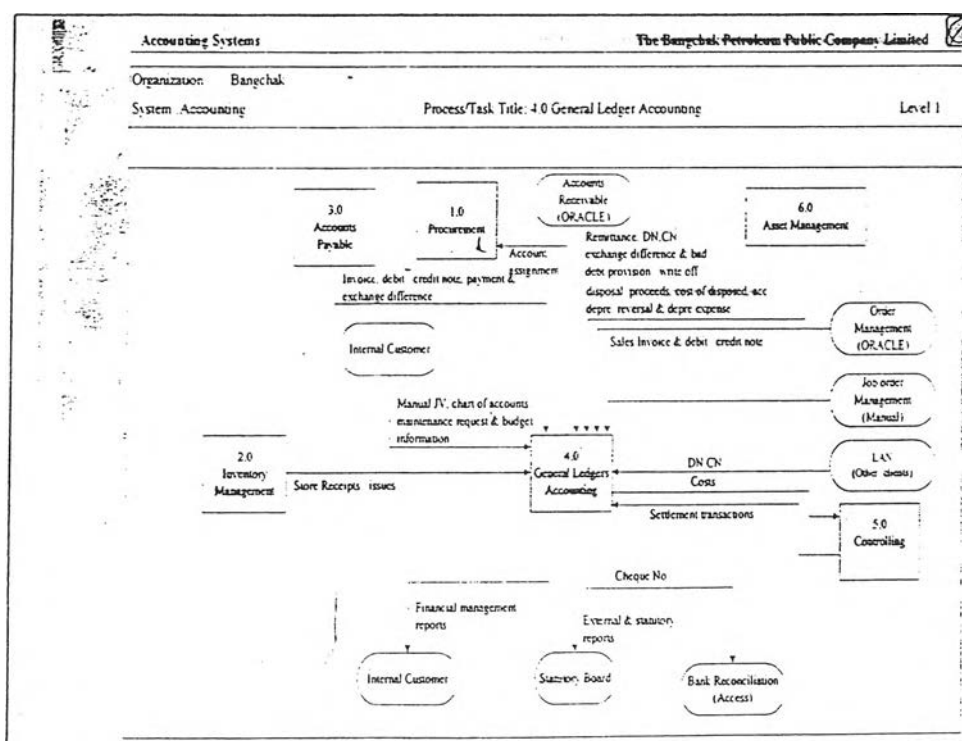 Accounting Systems
The Bangchak Petroleum Public Company Limited
Organization Bangchak
System Accounting
Process/Task Title: 4.0 General Ledger Accounting
Level 1
3.0
Accounts
Payable
1.0
Procurement
Accounts
Receivable
(ORACLE)
6.0
Asset Management
Account
assignment
Remittance, DN,CN
exchange difference & bad
debt provision write off
Invoice, debit credit note, payment &
exchange difference
disposal proceeds, cost of disposed, acc
depre reversal & depre expense
Order
Management
(ORACLE)
Internal Customer
Sales Invoice & debit credit note
Job order
Management
(Manual)
Manual JV, chart of accounts
maintenance request & budget
information
2.0
Inventory
Management
Store Receipts issues
4.0
General Ledgers
Accounting
DN CN
LAN
(Other clients)
Costs
Settlement transactions
5.0
Controlling
Cheque No
Financial management
reports
External & statutory
reports
Internal Customer
Statutory Board
Bank Reconciliation
(Access)